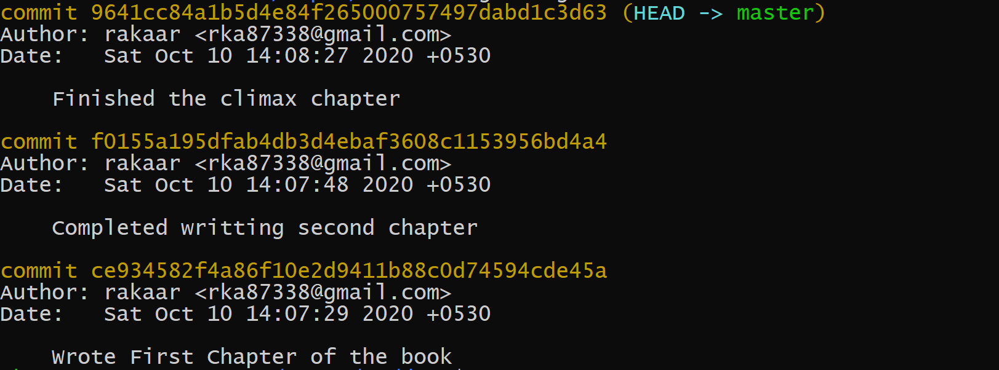 commit 9641cc84a1b5d4e84f265000757497dabd1c3d63 (HEAD -> master)
Author: rakaar <rka87338@gmail.com>
Date:   Sat Oct 10 14:08:27 2020 +0530
Finished the climax chapter
commit f0155a195dfab4db3d4ebaf3608c1153956bd4a4
Author: rakaar <rka87338@gmail.com>
Date:   Sat Oct 10 14:07:48 2020 +0530
Completed writting second chapter
commit ce934582f4a86f10e2d9411b88c0d74594cde45a
Author: rakaar <rka87338@gmail.com>
Date:   Sat Oct 10 14:07:29 2020 +0530
Wrote First Chapter of the book